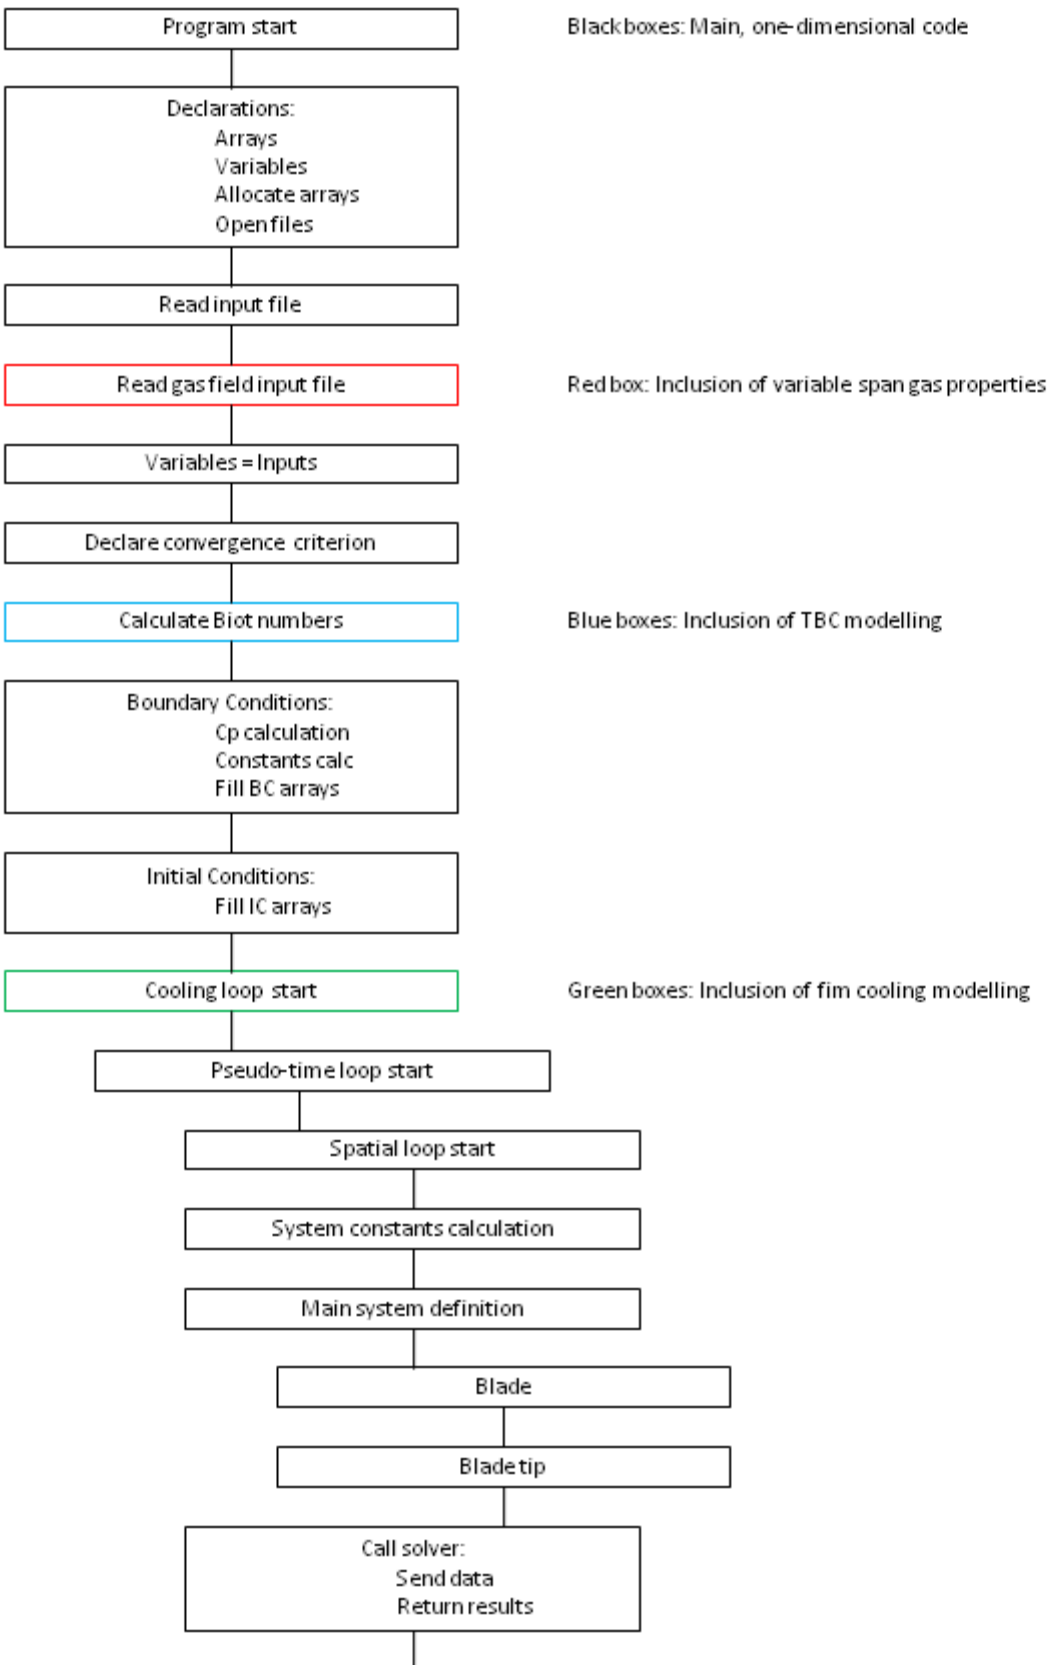 Program start
Black boxes: Main, one-dimensional code
Declarations:
Arrays
Variables
Allocate arrays
Open files
Read input file
Read gas field input file
Red box: Inclusion of variable span gas properties
Variables = Inputs
Declare convergence criterion
Calculate Biot numbers
Blue boxes: Inclusion of TBC modelling
Boundary Conditions:
Cp calculation
Constants calc
Fill BC arrays
Initial Conditions:
Fill IC arrays
Cooling loop start
Green boxes: Inclusion of fim cooling modelling
Pseudo-time loop start
Spatial loop start
System constants calculation
Main system definition
Blade
Blade tip
Call solver:
Send data
Return results